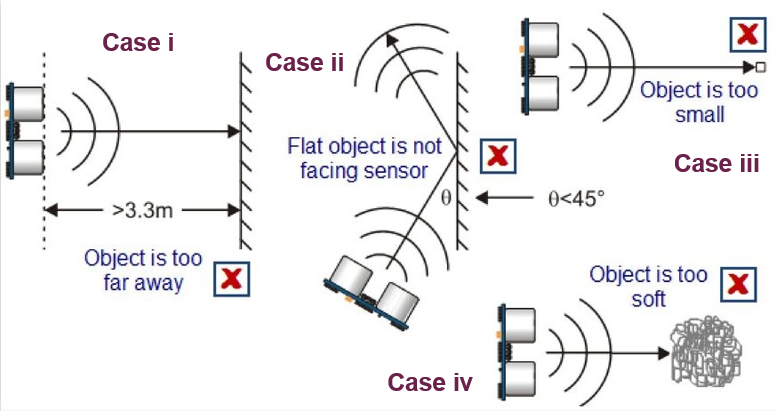 Case i
>3.3m
Object is too
far away
X
Case ii
Flat object is not
facing sensor
X
θ
θ<45°
X
Object is too
small
Case iii
Object is too
soft
X
Case iv